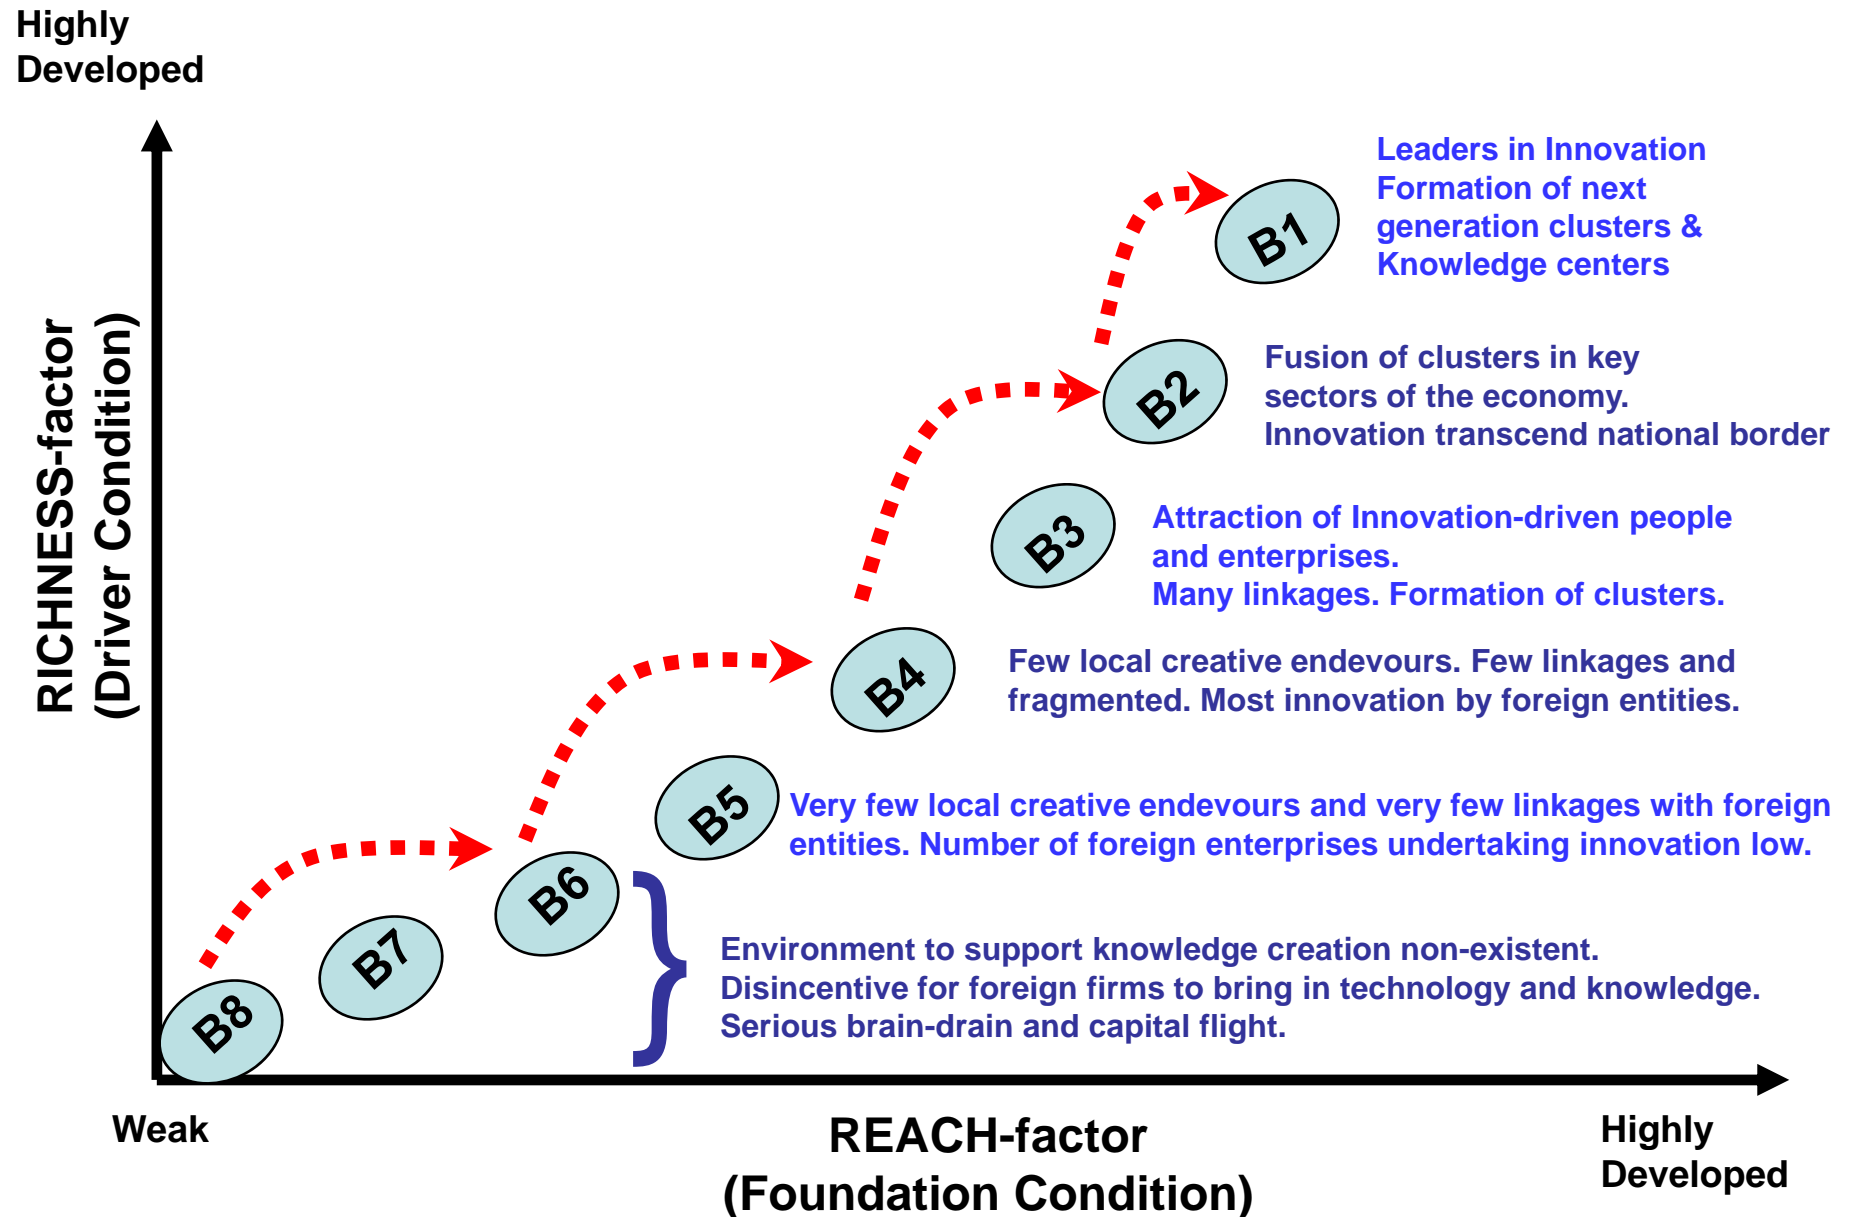 Highly
Developed
RICHNESS-factor
(Driver Condition)
B1
Leaders in Innovation
Formation of next
generation clusters &
Knowledge centers
B2
Fusion of clusters in key
sectors of the economy.
Innovation transcend national border
B3
Attraction of Innovation-driven people
and enterprises.
Many linkages. Formation of clusters.
B4
Few local creative endevours. Few linkages and
fragmented. Most innovation by foreign entities.
B5
Very few local creative endevours and very few linkages with foreign
entities. Number of foreign enterprises undertaking innovation low.
B6
B7
B8
}
Environment to support knowledge creation non-existent.
Disincentive for foreign firms to bring in technology and knowledge.
Serious brain-drain and capital flight.
Weak
REACH-factor
(Foundation Condition)
Highly
Developed